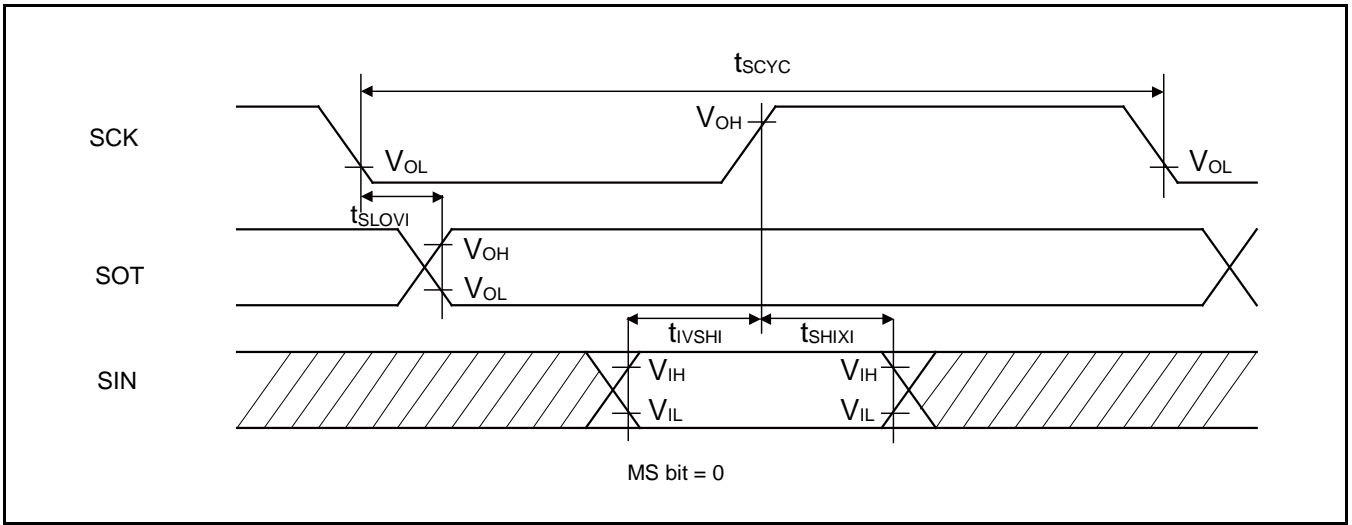 tSCYC
SCK
VOH
VOL
VOL
tSLOVI
SOT
VOH
VOL
tIVSHI
tSHIXI
SIN
VIH
VIH
VIL
VIL
MS bit = 0